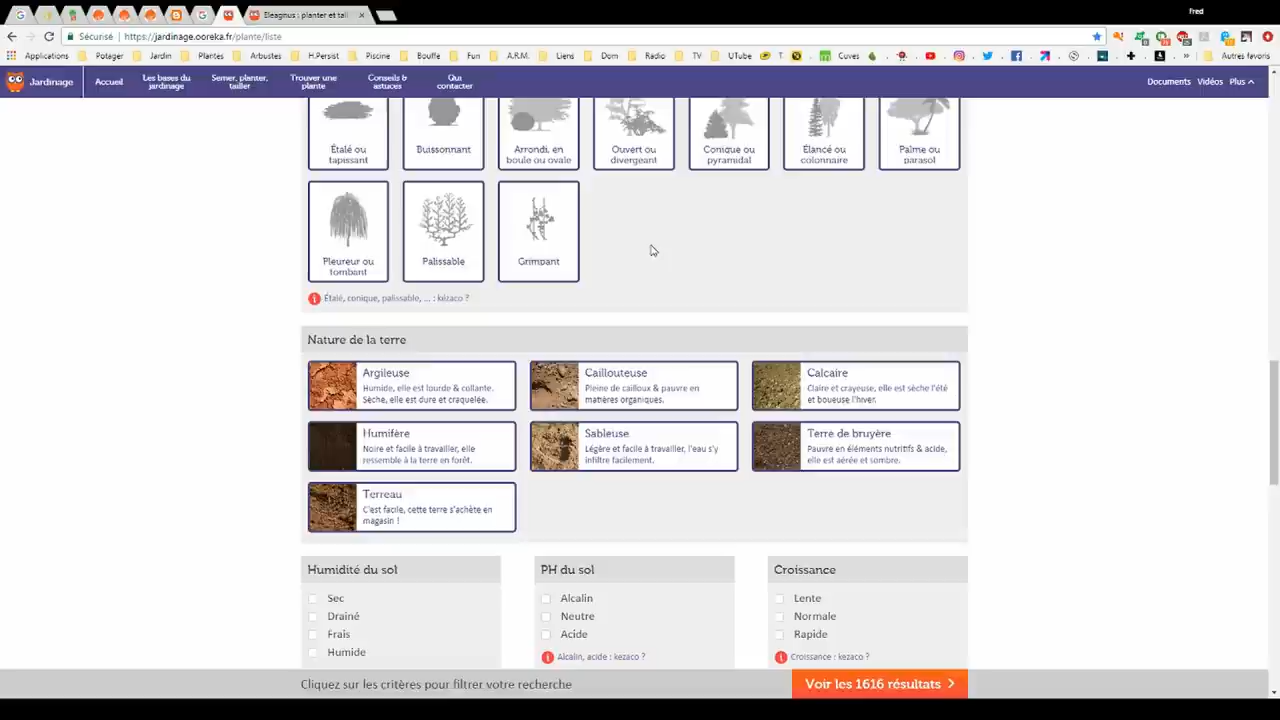 Fred
Eleagnus : planter et tail
Sécurisé
https://jardinage.ooreka.fr/plante/liste
Applications Potager Jardin Plantes Arbustes H.Persist Piscine Bouffe Fun A.R.M. Liens Dom Radio TV UTube T Cuves » Autres favoris
Jardinage
Accueil
Les bases du
jardinage
Semer, planter,
tailler
Trouver une
plante
Conseils &
astuces
Qui
contacter
Documents Vidéos Plus
Étalé ou
tapissant
Buissonnant
Arrondi, en
boule ou ovale
Ouvert ou
divergeant
Conique ou
pyramidal
Élancé ou
colonnaire
Palme ou
parasol
Pleureur ou
tombant
Palissable
Grimpant
Étalé, conique, palissable, ... : kézaco ?
Nature de la terre
Argileuse
Humide, elle est lourde & collante.
Sèche, elle est dure et craquelée.
Caillouteuse
Pleine de cailloux & pauvre en
matières organiques.
Calcaire
Claire et crayeuse, elle est sèche l'été
et boueuse l'hiver.
Humifère
Noire et facile à travailler, elle
ressemble à la terre en forêt.
Sableuse
Légère et facile à travailler, l'eau s'y
infiltre facilement.
Terre de bruyère
Pauvre en éléments nutritifs & acide,
elle est aérée et sombre.
Terreau
C'est facile, cette terre s'achète en
magasin !
Humidité du sol
Sec
Drainé
Frais
Humide
PH du sol
Alcalin
Neutre
Acide
Alcalin, acide : kezaco ?
Croissance
Lente
Normale
Rapide
Croissance : kezaco ?
Cliquez sur les critères pour filtrer votre recherche
Voir les 1616 résultats